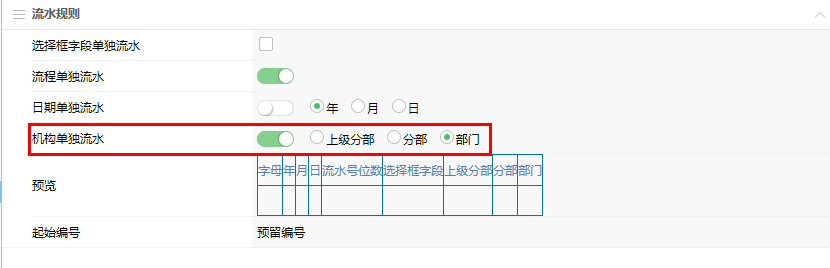 流水规则
选择框字段单独流水
流程单独流水
日期单独流水 年 月 日
机构单独流水 上级分部 分部 部门
预览 字母 年 月 日 流水号位数 选择框字段 上级分部 分部 部门
起始编号 预留编号